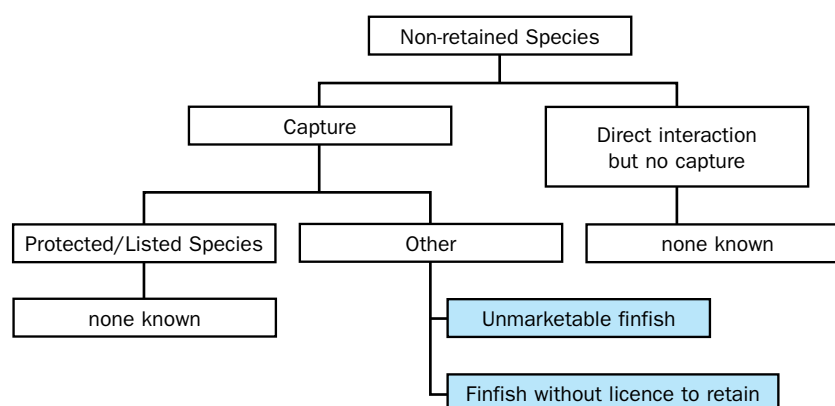 Non-retained Species
Capture
Direct interaction
but no capture
Protected/Listed Species
Other
none known
none known
Unmarketable finfish
Finfish without licence to retain